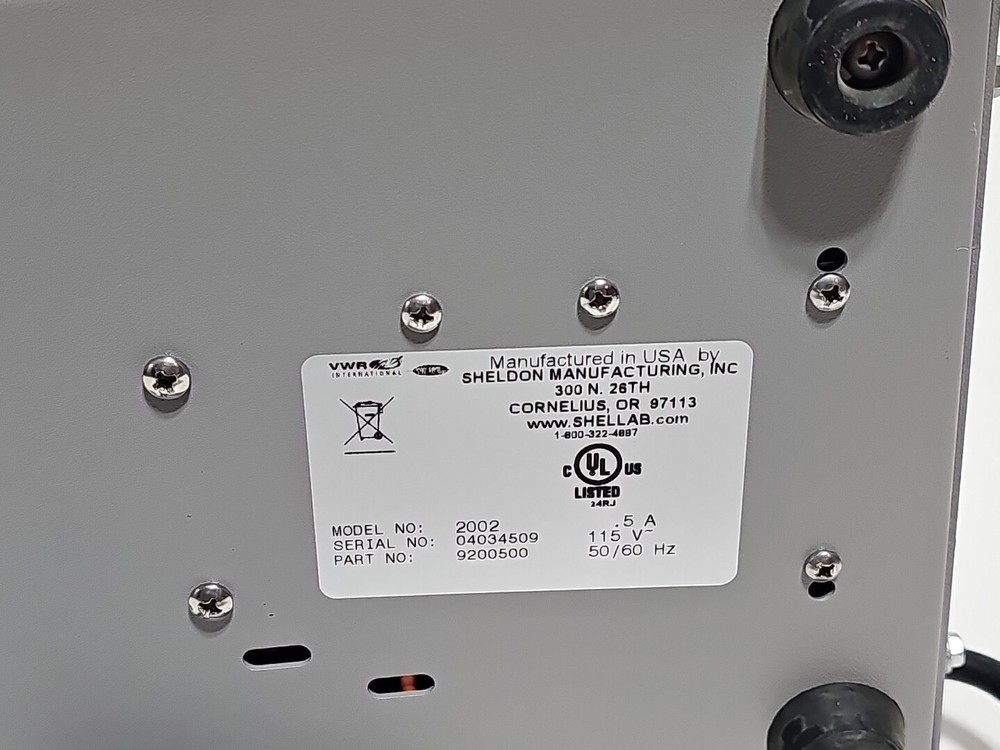 VWR
INTERNATIONAL
Manufactured in USA by
SHELDON MANUFACTURING, INC
300 N. 26TH
CORNELIUS, OR 97113
www.SHELLAB.com
1-800-322-4897
C UL US
LISTED
24RJ
MODEL NO: 2002 .5 A
SERIAL NO: 04034509 115 V~
PART NO: 9200500 50/60 Hz